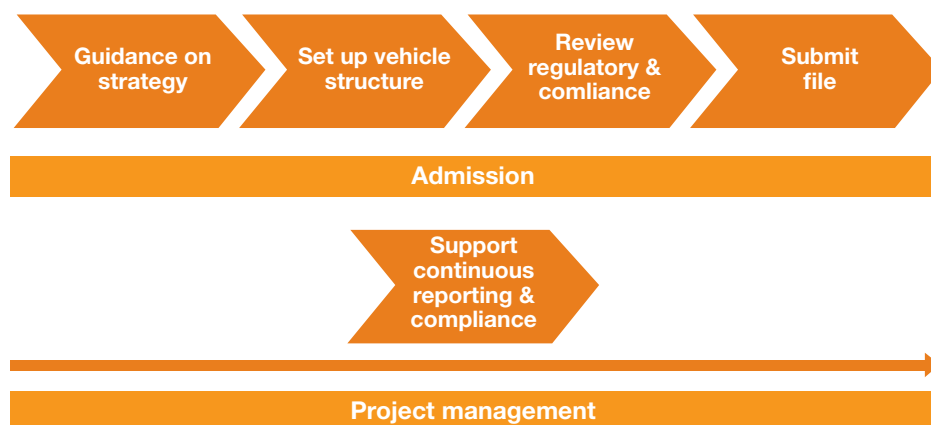 Guidance on
strategy
Set up vehicle
structure
Review
regulatory &
comliance
Submit
file
Admission
Support
continuous
reporting &
compliance
Project management